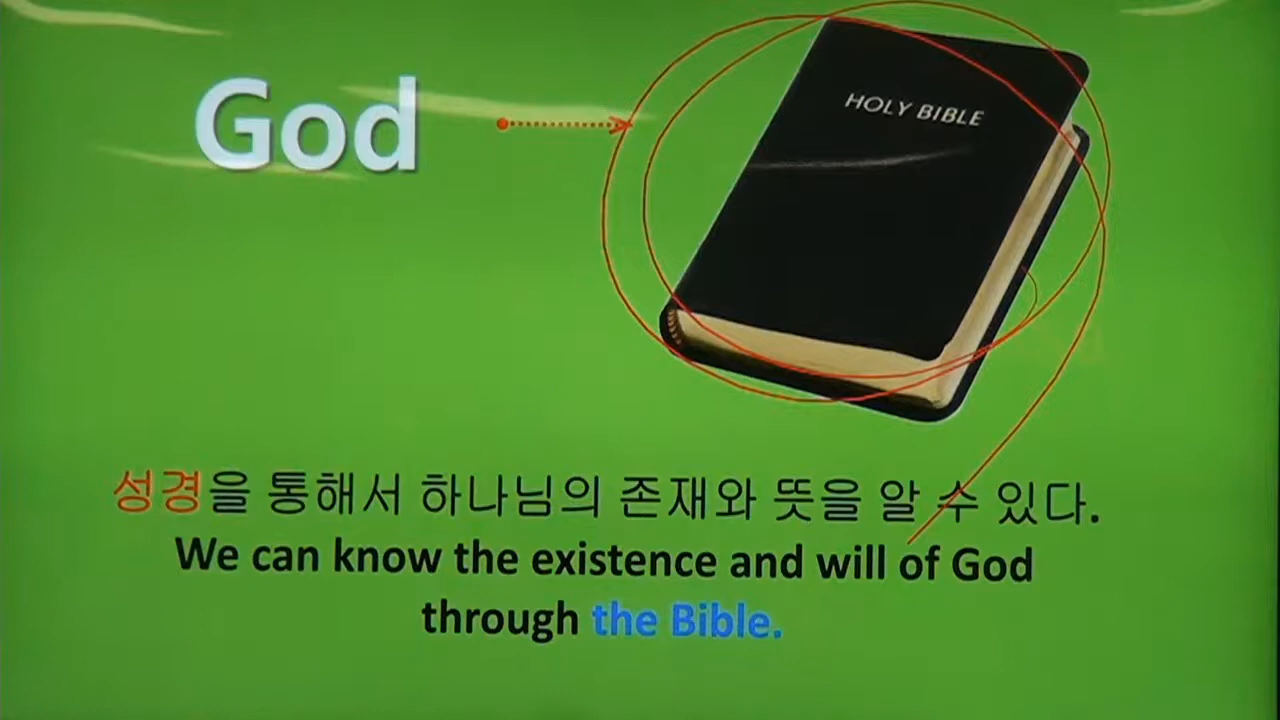 God
HOLY BIBLE
성경을 통해서 하나님의 존재와 뜻을 알 수 있다.
We can know the existence and will of God
through the Bible.